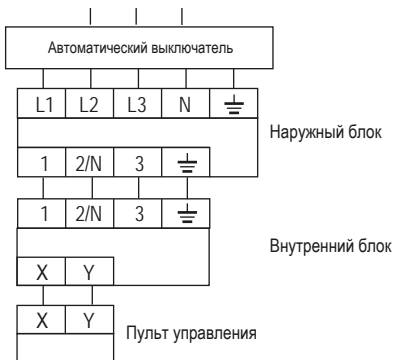 Автоматический выключатель
L1 L2 L3 N
Наружный блок
1 2/N 3
1 2/N 3
Внутренний блок
X Y
X Y
Пульт управления